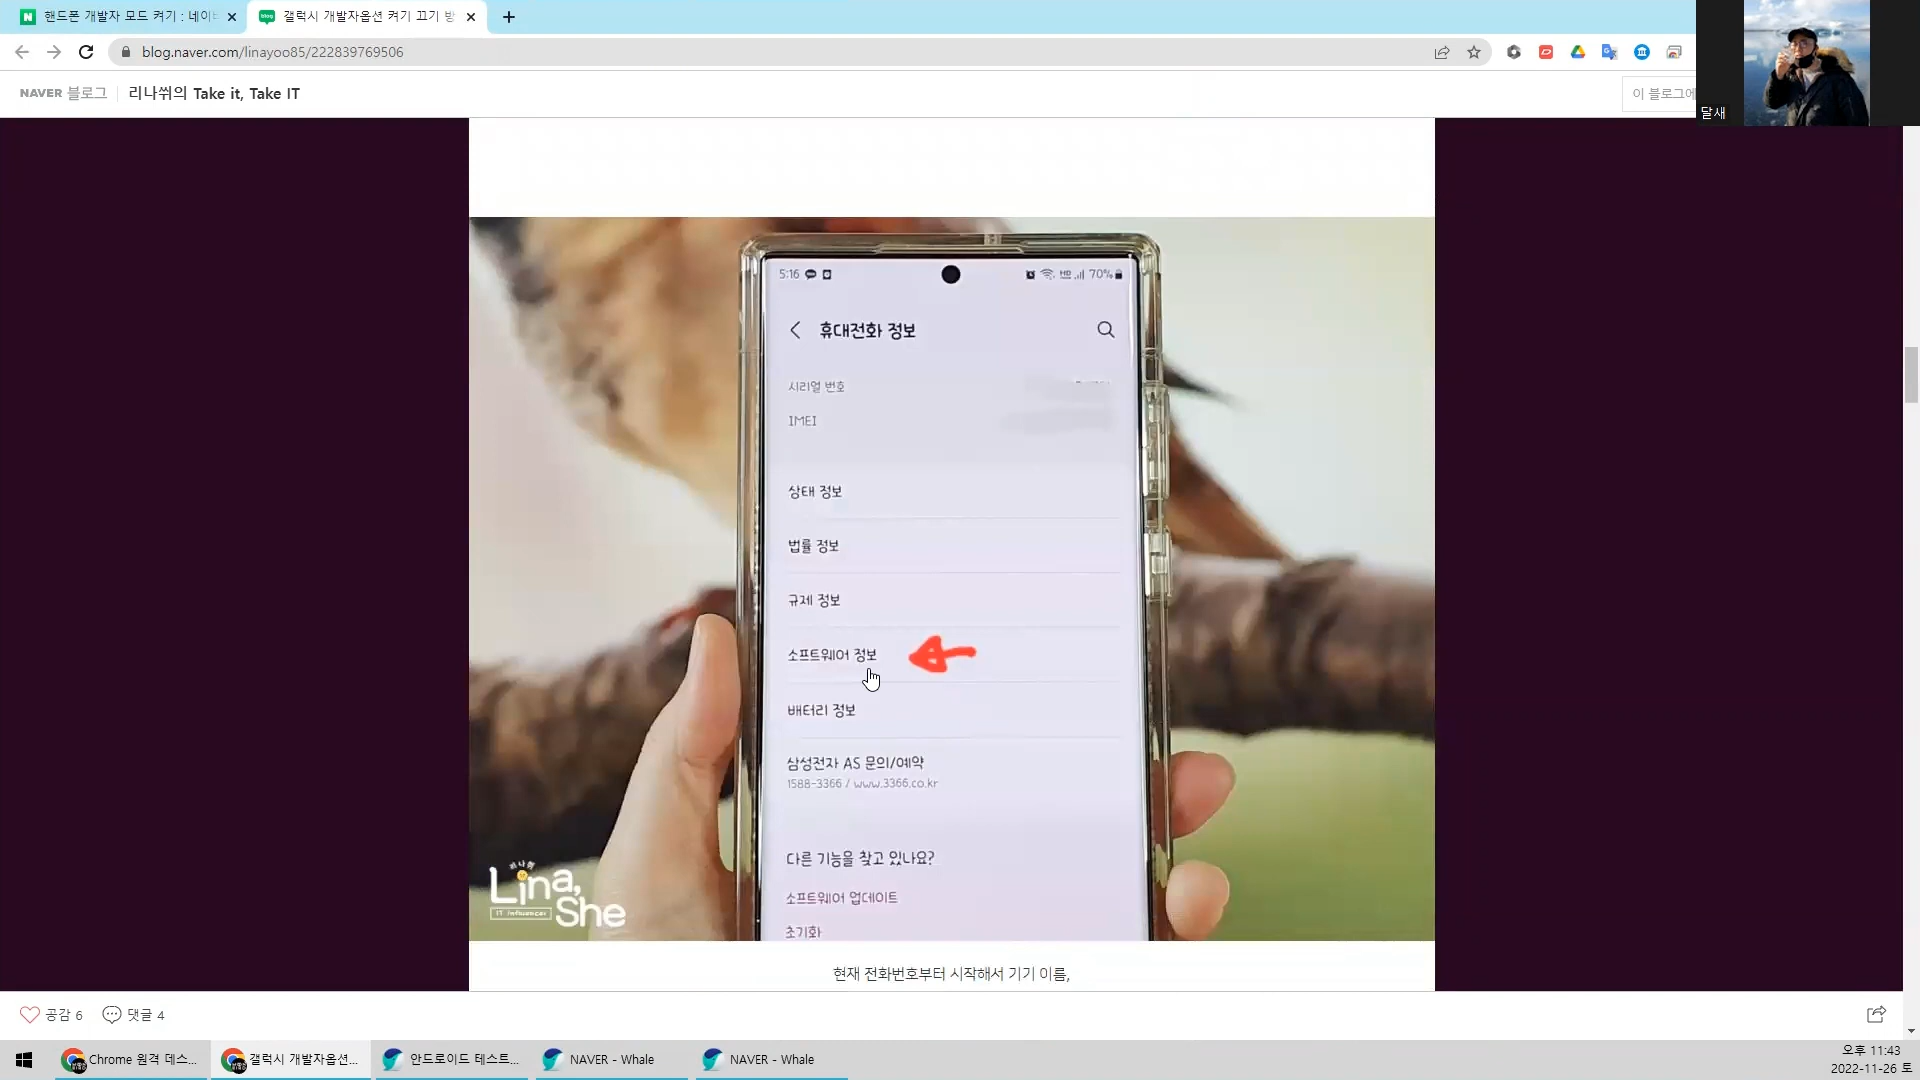 핸드폰 개발자 모드 켜기 : 네이버
갤럭시 개발자옵션 켜기 끄기 방
blog.naver.com/linayoo85/222839769506
NAVER 블로그
리나쒸의 Take it, Take IT
이 블로그에
달새
5:16
70%
휴대전화 정보
시리얼 번호
IMEI
상태 정보
법률 정보
규제 정보
소프트웨어 정보
배터리 정보
삼성전자 AS 문의/예약
1588-3366 / www.3366.co.kr
다른 기능을 찾고 있나요?
소프트웨어 업데이트
초기화
Lina,
She
IT Influencer
현재 전화번호부터 시작해서 기기 이름,
공감 6
댓글 4
Chrome 원격 데스...
갤럭시 개발자옵션...
안드로이드 테스트...
NAVER - Whale
NAVER - Whale
오후 11:43
2022-11-26 토